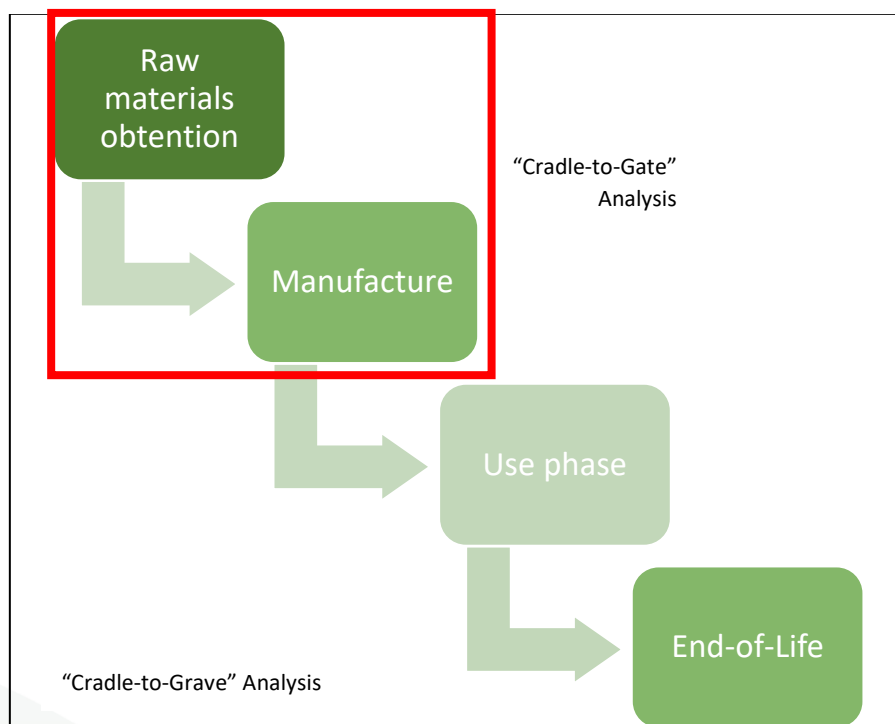 Raw
materials
obtention
“Cradle-to-Gate”
Analysis
Manufacture
Use phase
End-of-Life
“Cradle-to-Grave” Analysis